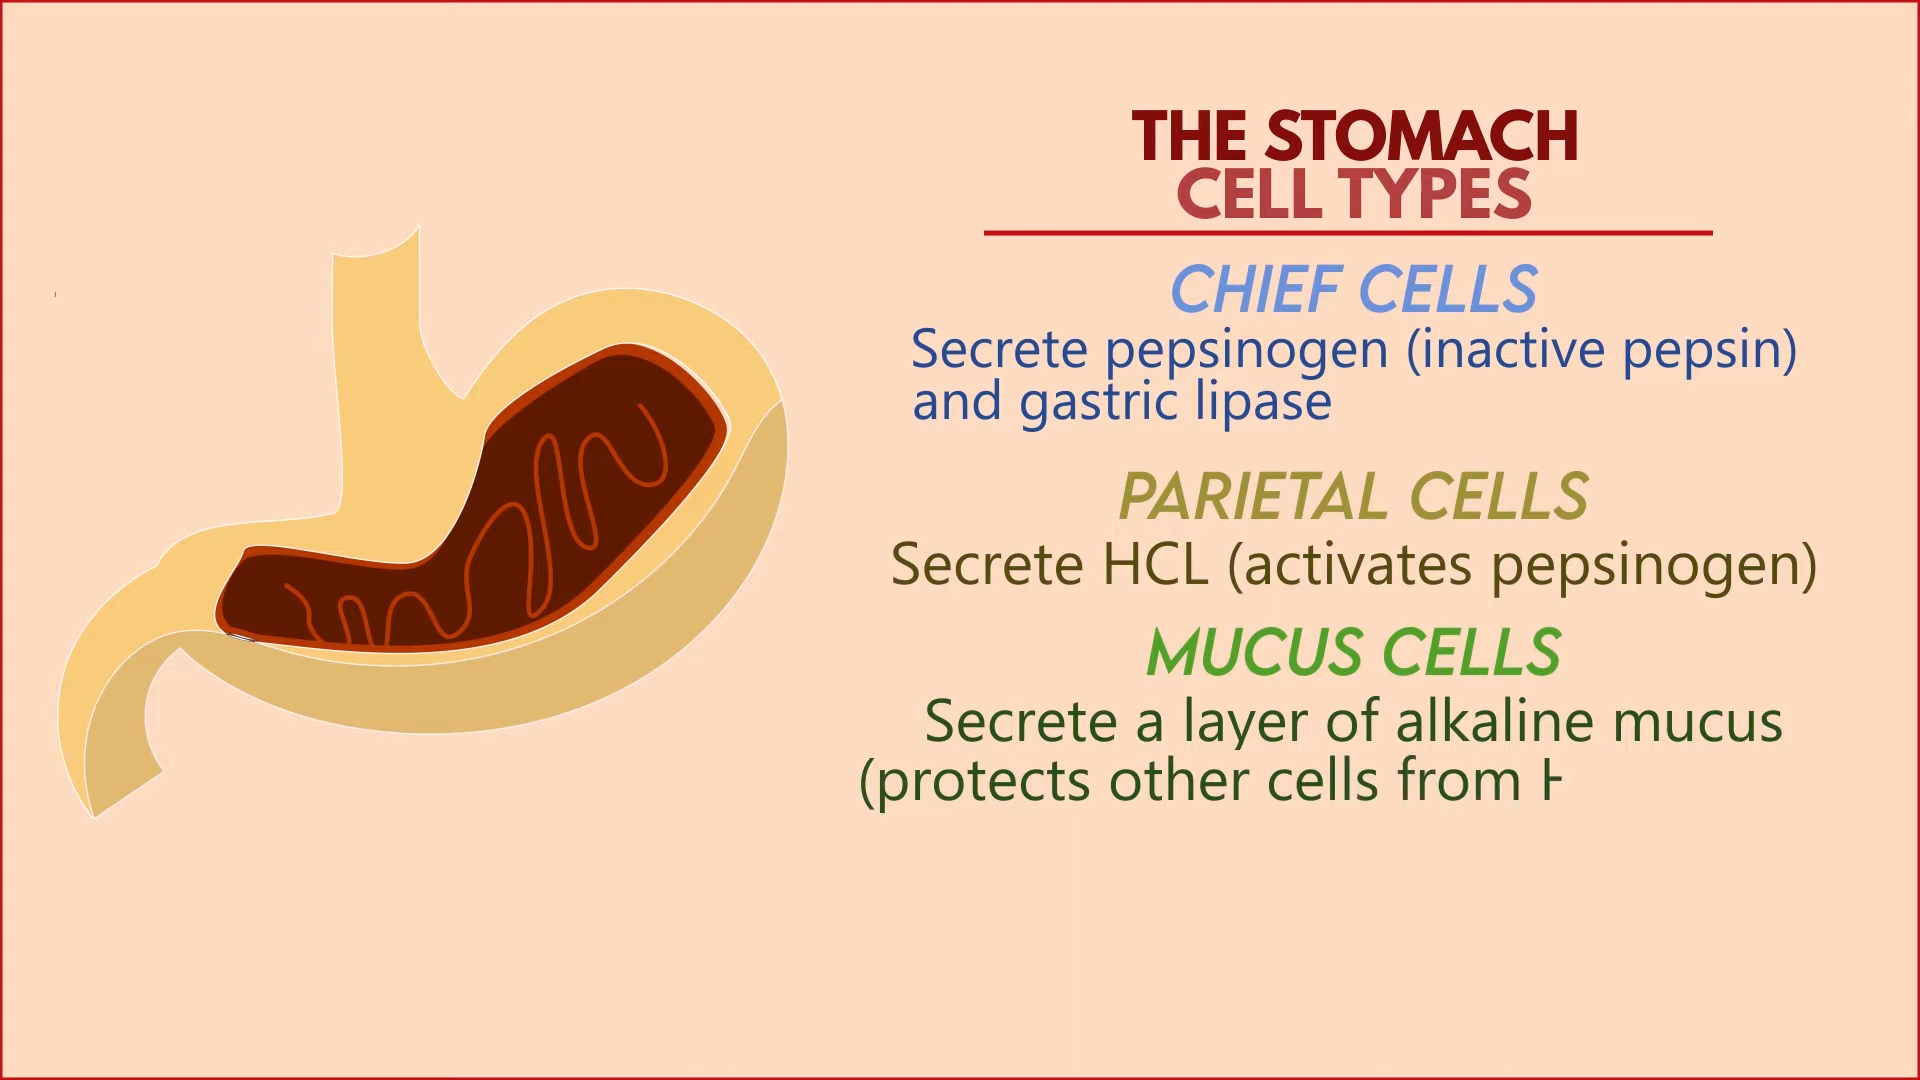 THE STOMACH
CELL TYPES
CHIEF CELLS
Secrete pepsinogen (inactive pepsin)
and gastric lipase
PARIETAL CELLS
Secrete HCL (activates pepsinogen)
MUCUS CELLS
Secrete a layer of alkaline mucus
(protects other cells from